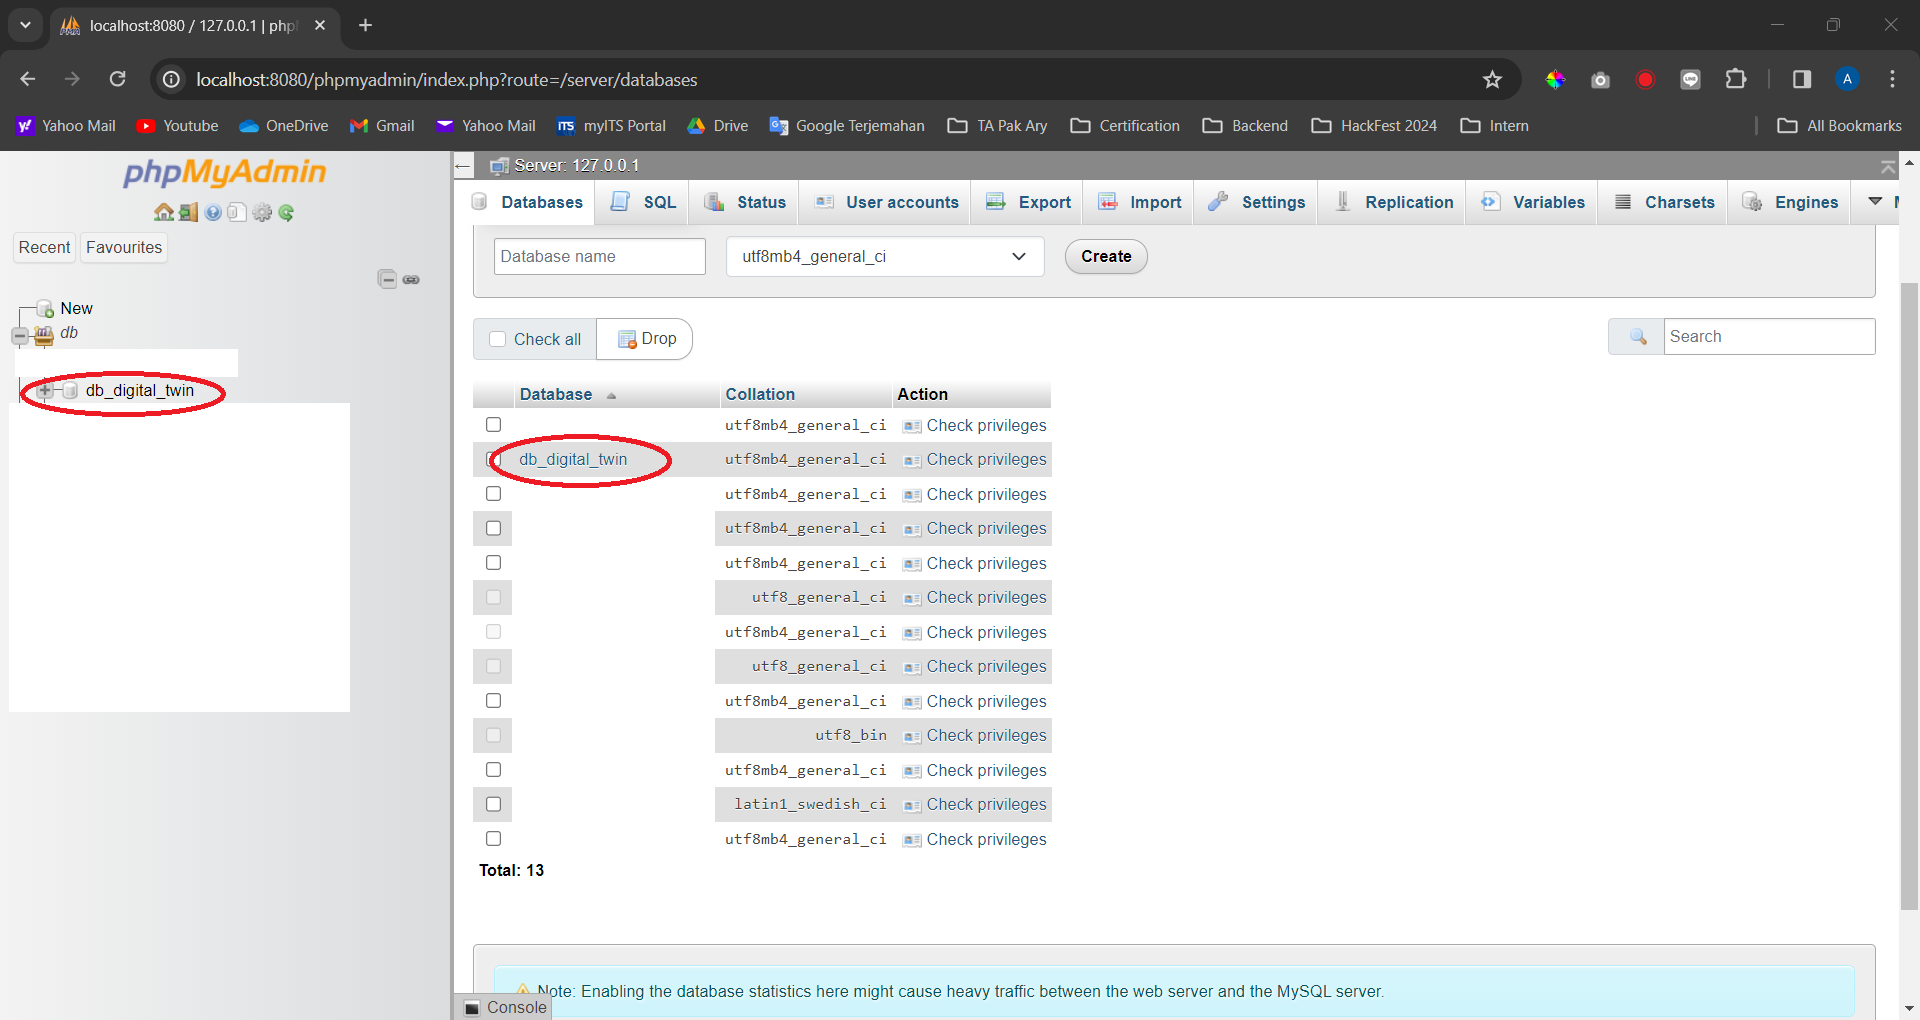 localhost:8080 / 127.0.0.1 | php
localhost:8080/phpmyadmin/index.php?route=/server/databases
A
Yahoo Mail Youtube OneDrive Gmail Yahoo Mail ITS myITS Portal Drive Google Terjemahan TA Pak Ary Certification Backend HackFest 2024 Intern All Bookmarks
phpMyAdmin
Recent Favourites
New
db
db_digital_twin
Server: 127.0.0.1
Databases SQL Status User accounts Export Import Settings Replication Variables Charsets Engines
Database name utf8mb4_general_ci Create
Check all Drop Search
Database Collation Action
utf8mb4_general_ci Check privileges
db_digital_twin utf8mb4_general_ci Check privileges
utf8mb4_general_ci Check privileges
utf8mb4_general_ci Check privileges
utf8mb4_general_ci Check privileges
utf8_general_ci Check privileges
utf8mb4_general_ci Check privileges
utf8_general_ci Check privileges
utf8mb4_general_ci Check privileges
utf8_bin Check privileges
utf8mb4_general_ci Check privileges
latin1_swedish_ci Check privileges
utf8mb4_general_ci Check privileges
Total: 13
Note: Enabling the database statistics here might cause heavy traffic between the web server and the MySQL server.
Console